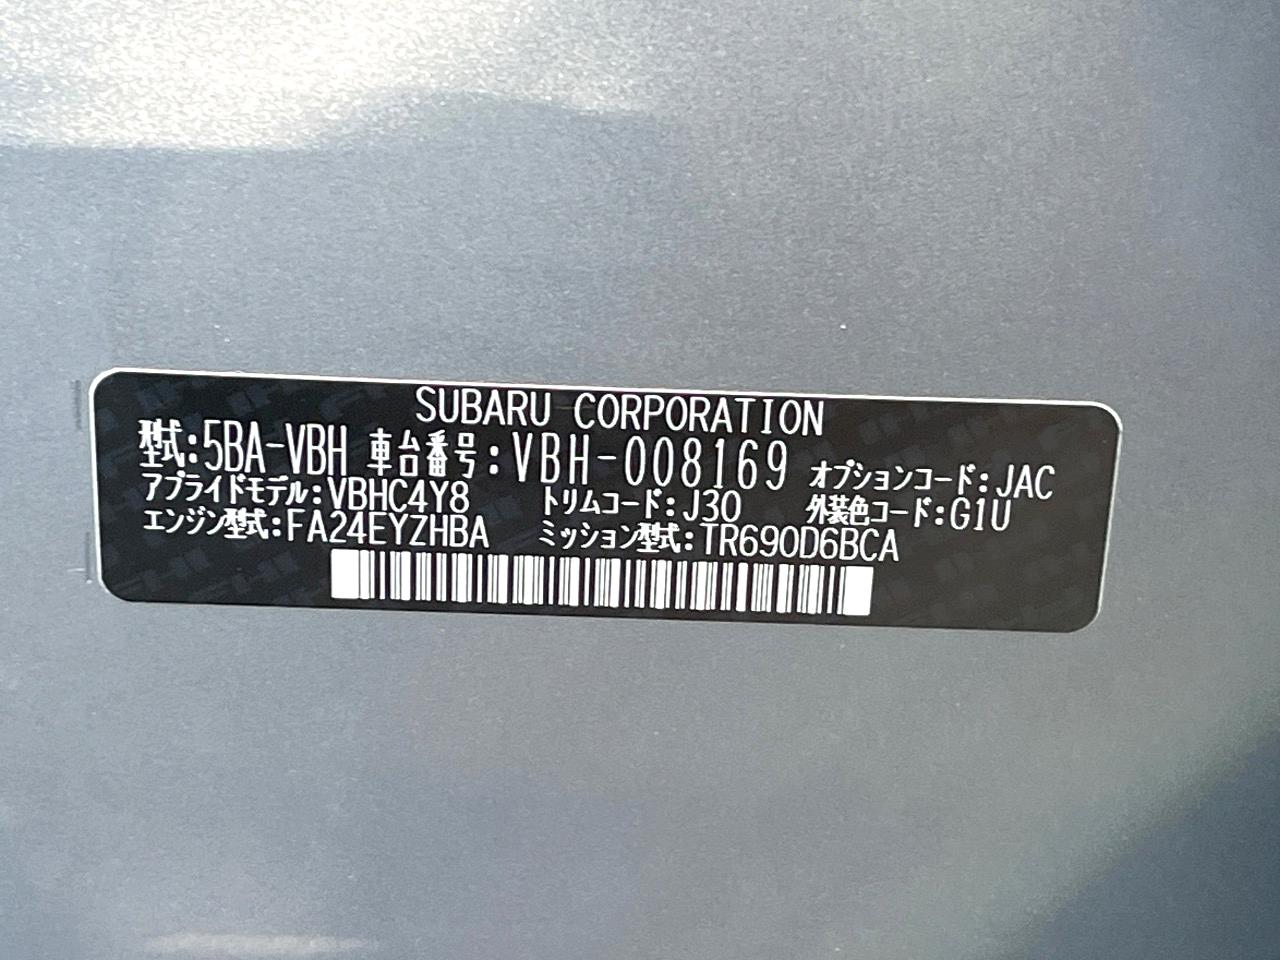 SUBARU CORPORATION
型式:5BA-VBH 車台番号:VBH-008169 オプションコード:JAC
アプライドモデル:VBHC4Y8 トリムコード:J30 外装色コード:G1U
エンジン型式:FA24EYZHBA ミッション型式:TR690D6BCA